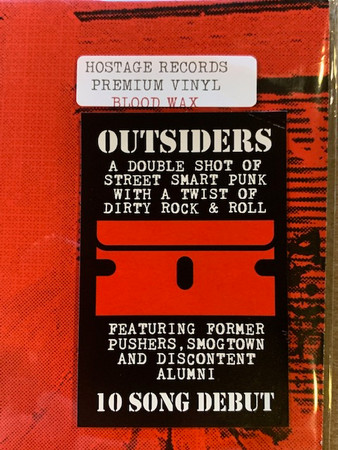 HOSTAGE RECORDS
PREMIUM VINYL
BLOOD WAX
OUTSIDERS
A DOUBLE SHOT OF
STREET SMART PUNK
WITH A TWIST OF
DIRTY ROCK & ROLL
FEATURING FORMER
PUSHERS, SMOGTOWN
AND DISCONTENT
ALUMNI
10 SONG DEBUT